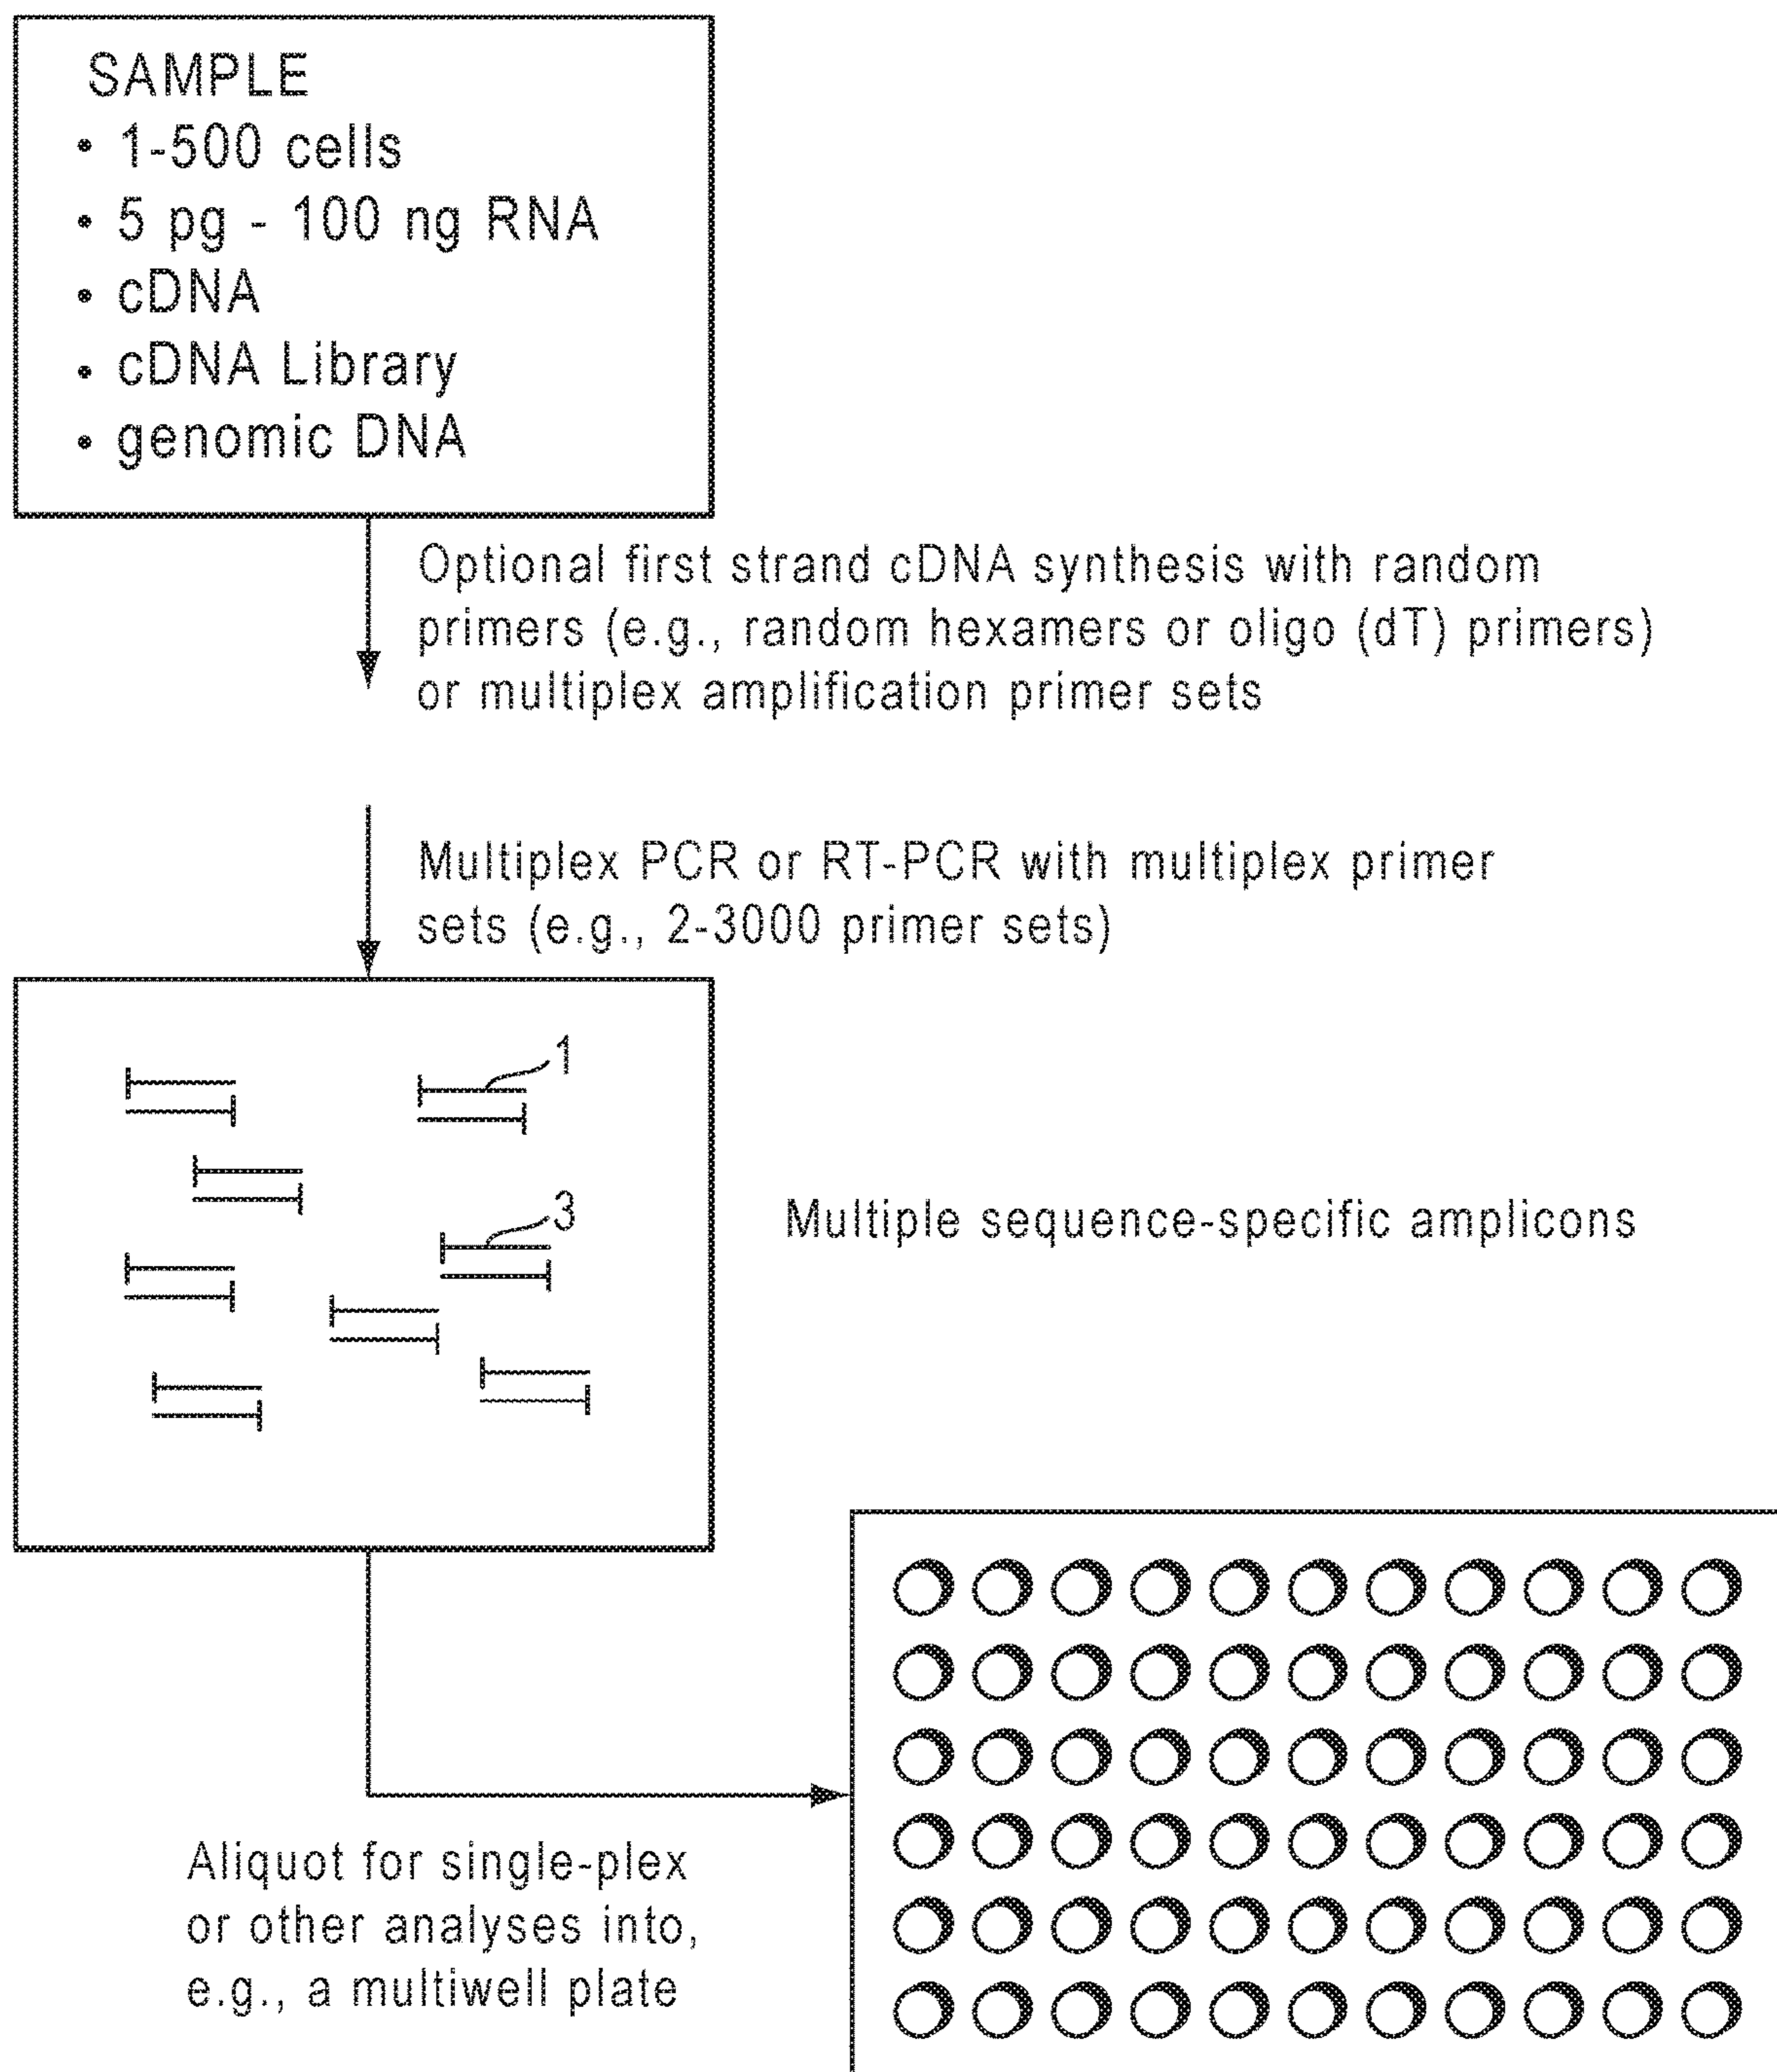 SAMPLE
• 1-500 cells
• 5 pg - 100 ng RNA
• cDNA
• cDNA Library
• genomic DNA
Optional first strand cDNA synthesis with random
primers (e.g., random hexamers or oligo (dT) primers)
or multiplex amplification primer sets
Multiplex PCR or RT-PCR with multiplex primer
sets (e.g., 2-3000 primer sets)
1
3
Multiple sequence-specific amplicons
Aliquot for single-plex
or other analyses into,
e.g., a multiwell plate